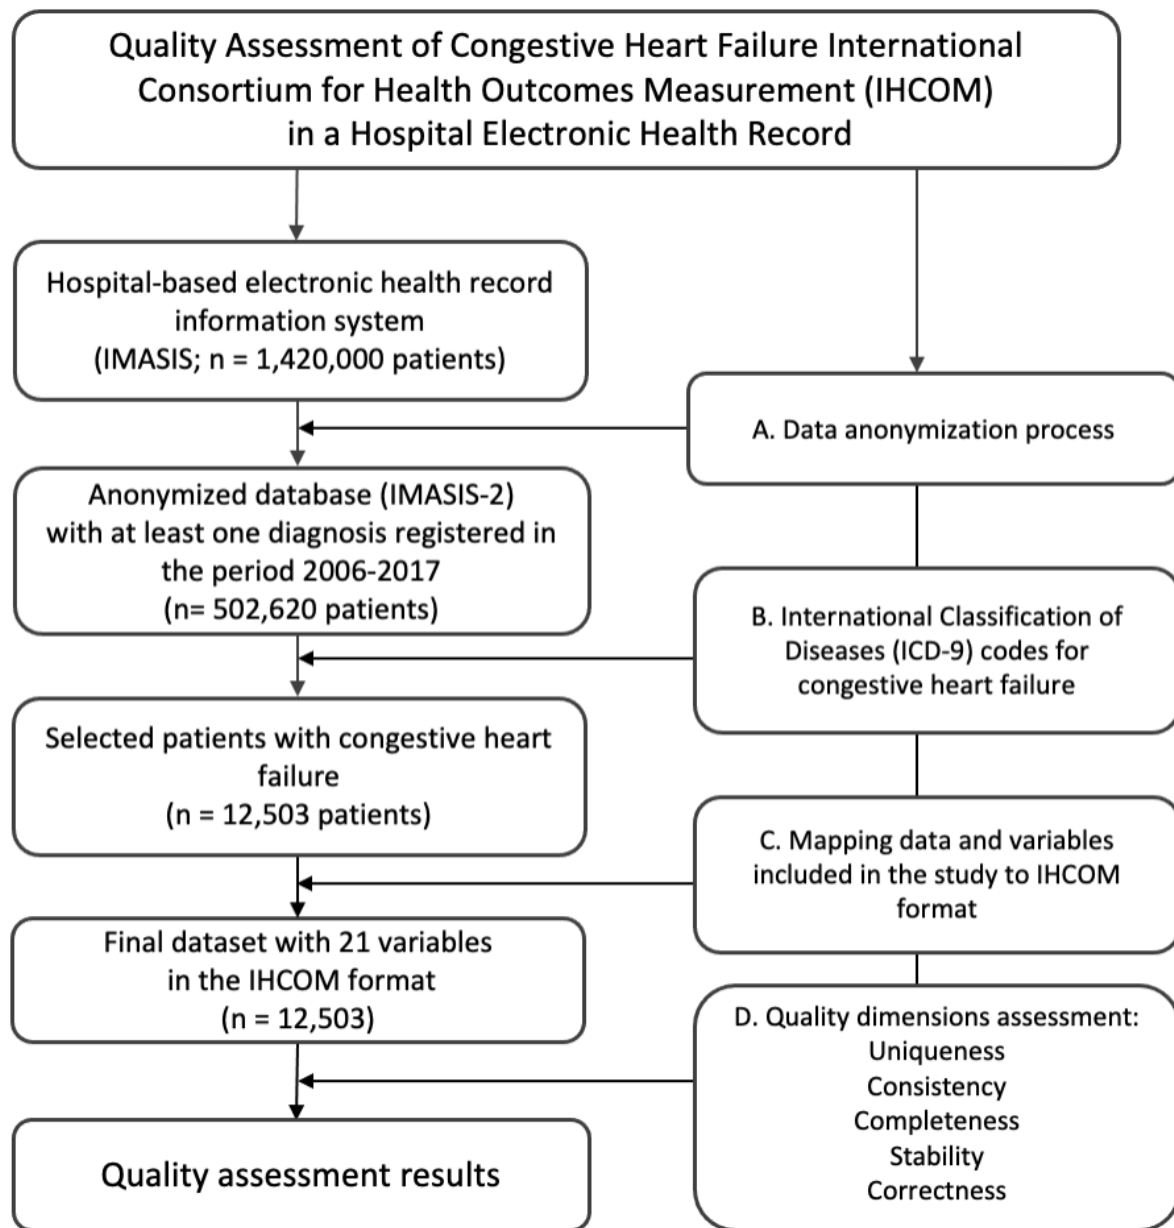 Quality Assessment of Congestive Heart Failure International
Consortium for Health Outcomes Measurement (IHCOM)
in a Hospital Electronic Health Record
Hospital-based electronic health record
information system
(IMASIS; n = 1,420,000 patients)
A. Data anonymization process
Anonymized database (IMASIS-2)
with at least one diagnosis registered in
the period 2006-2017
(n= 502,620 patients)
B. International Classification of
Diseases (ICD-9) codes for
congestive heart failure
Selected patients with congestive heart
failure
(n = 12,503 patients)
C. Mapping data and variables
included in the study to IHCOM
format
Final dataset with 21 variables
in the IHCOM format
(n = 12,503)
D. Quality dimensions assessment:
Uniqueness
Consistency
Completeness
Stability
Correctness
Quality assessment results